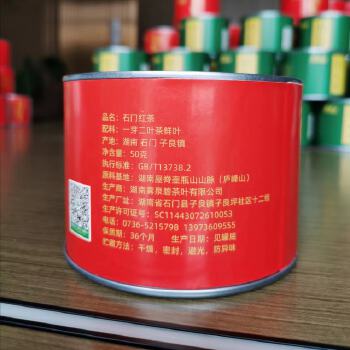 品名: 石门红茶
配料: 一芽二叶茶鲜叶
产地: 湖南 石门 子良镇
净含量: 50克
执行标准: GB/T13738.2
原料基地: 湖南屋脊壶瓶山山脉（庐峰山）
生产商: 湖南龚泉碧茶叶有限公司
生产厂址: 湖南省石门县子良镇子良坪社区十二组
生产许可证号: SC11443072610053
电话: 0736-5215798 13973609555
保质期: 36个月 生产日期: 见罐底
贮藏方法: 干燥，密封，避光，防异味